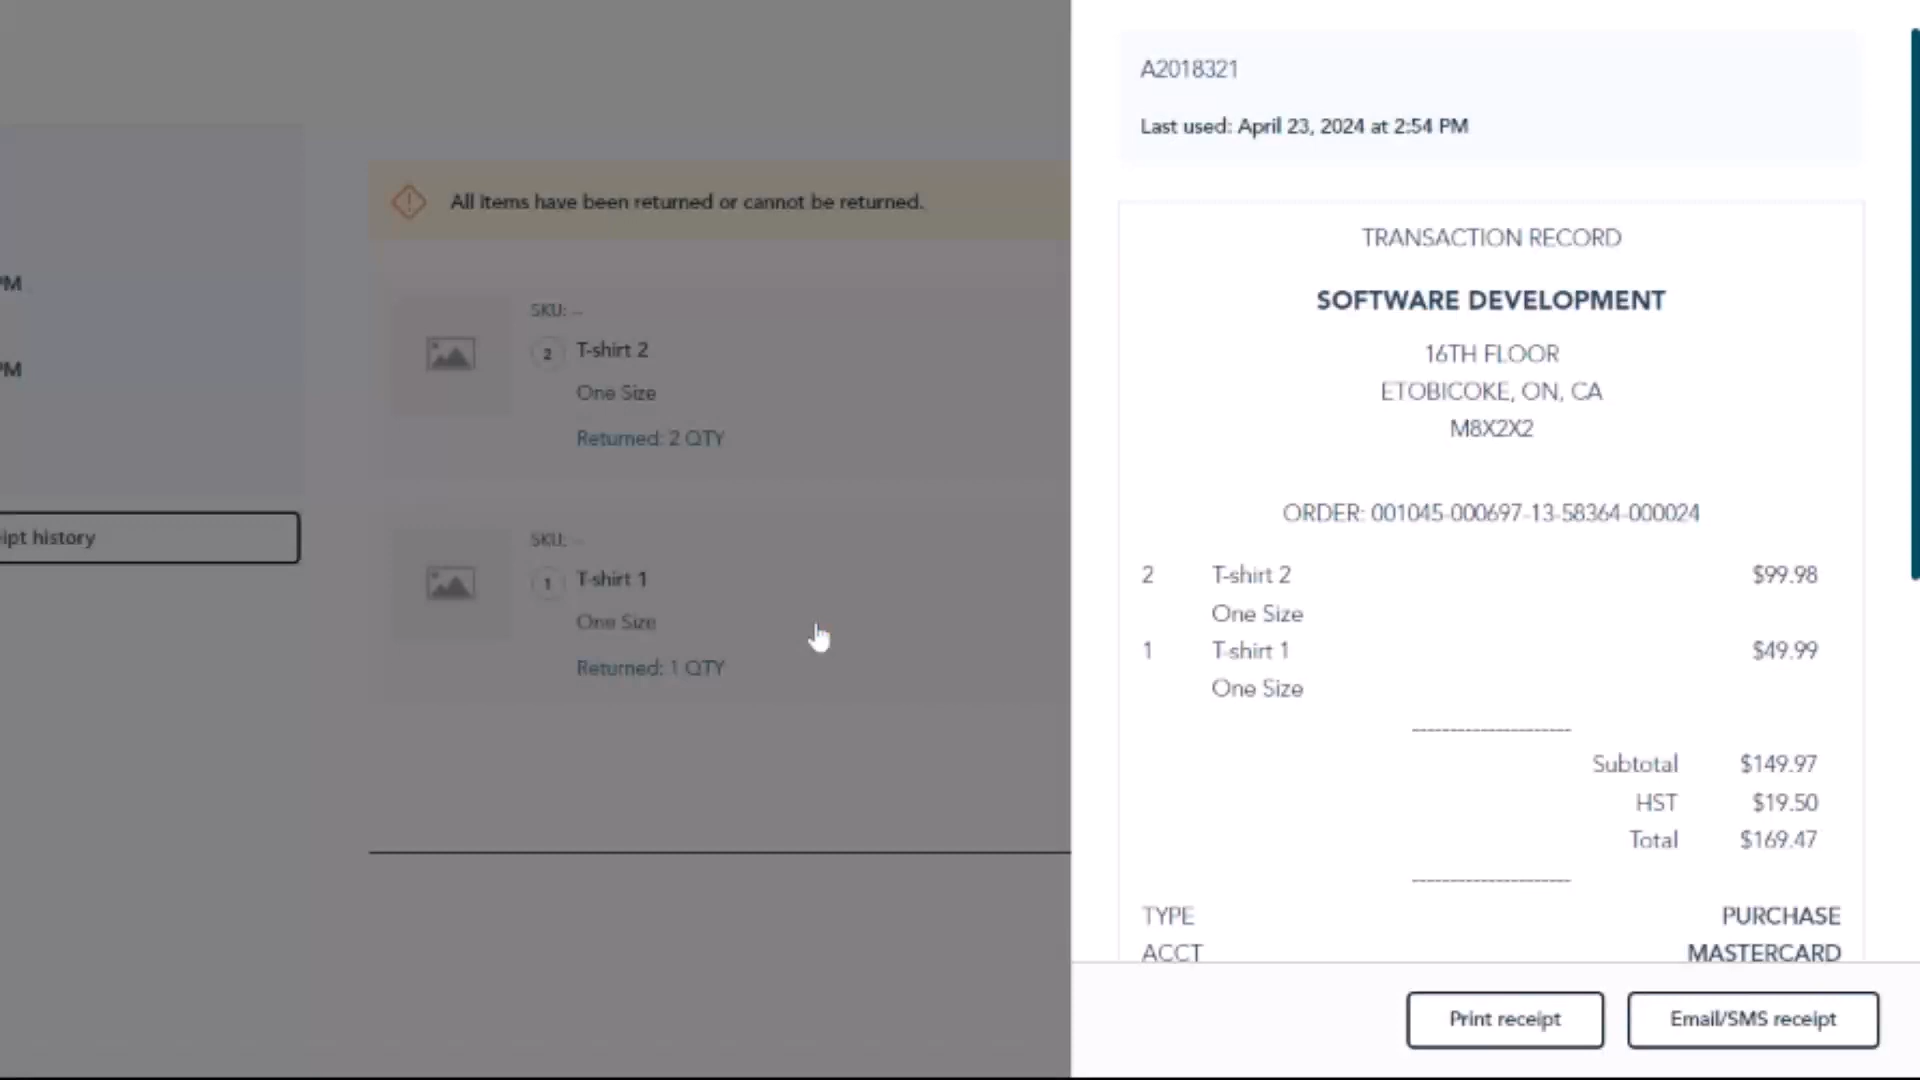 PM
PM
ipt history
All items have been returned or cannot be returned.
SKU: --
2 T-shirt 2
One Size
Returned: 2 QTY
SKU: --
1 T-shirt 1
One Size
Returned: 1 QTY
A2018321
Last used: April 23, 2024 at 2:54 PM
TRANSACTION RECORD
SOFTWARE DEVELOPMENT
16TH FLOOR
ETOBICOKE, ON, CA
M8X2X2
ORDER: 001045-000697-13-58364-000024
2 T-shirt 2 $99.98
One Size
1 T-shirt 1 $49.99
One Size
Subtotal $149.97
HST $19.50
Total $169.47
TYPE PURCHASE
ACCT MASTERCARD
Print receipt Email/SMS receipt